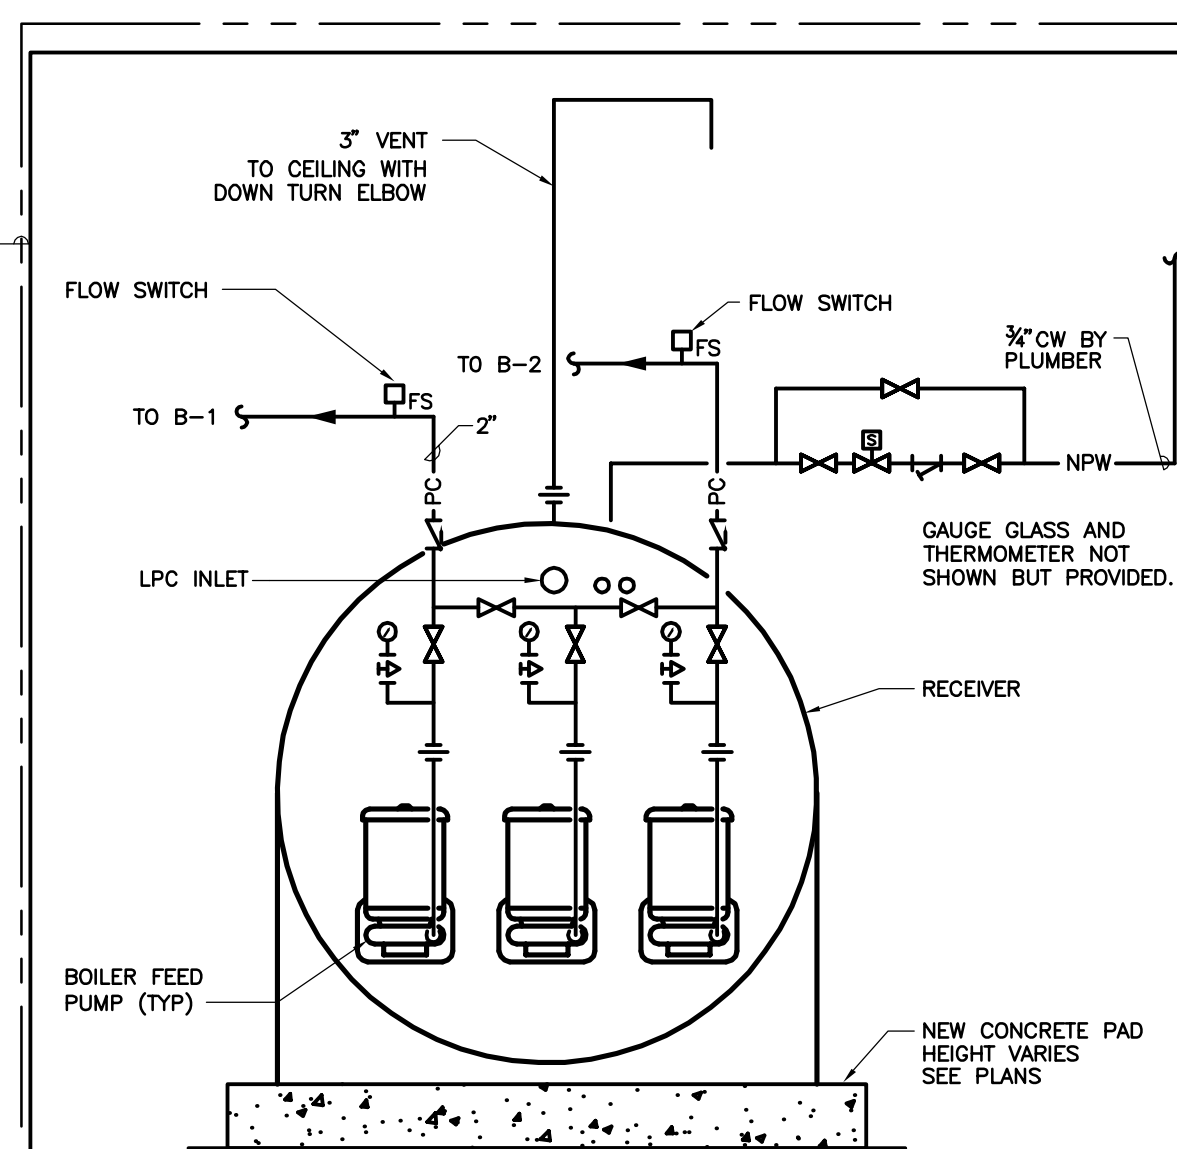 3" VENT
TO CEILING WITH
DOWN TURN ELBOW
FLOW SWITCH
FLOW SWITCH
FS
TO B-2
3/4" CW BY
PLUMBER
FS
TO B-1
2"
S
NPW
PC
PC
GAUGE GLASS AND
THERMOMETER NOT
SHOWN BUT PROVIDED.
LPC INLET
RECEIVER
BOILER FEED
PUMP (TYP)
NEW CONCRETE PAD
HEIGHT VARIES
SEE PLANS